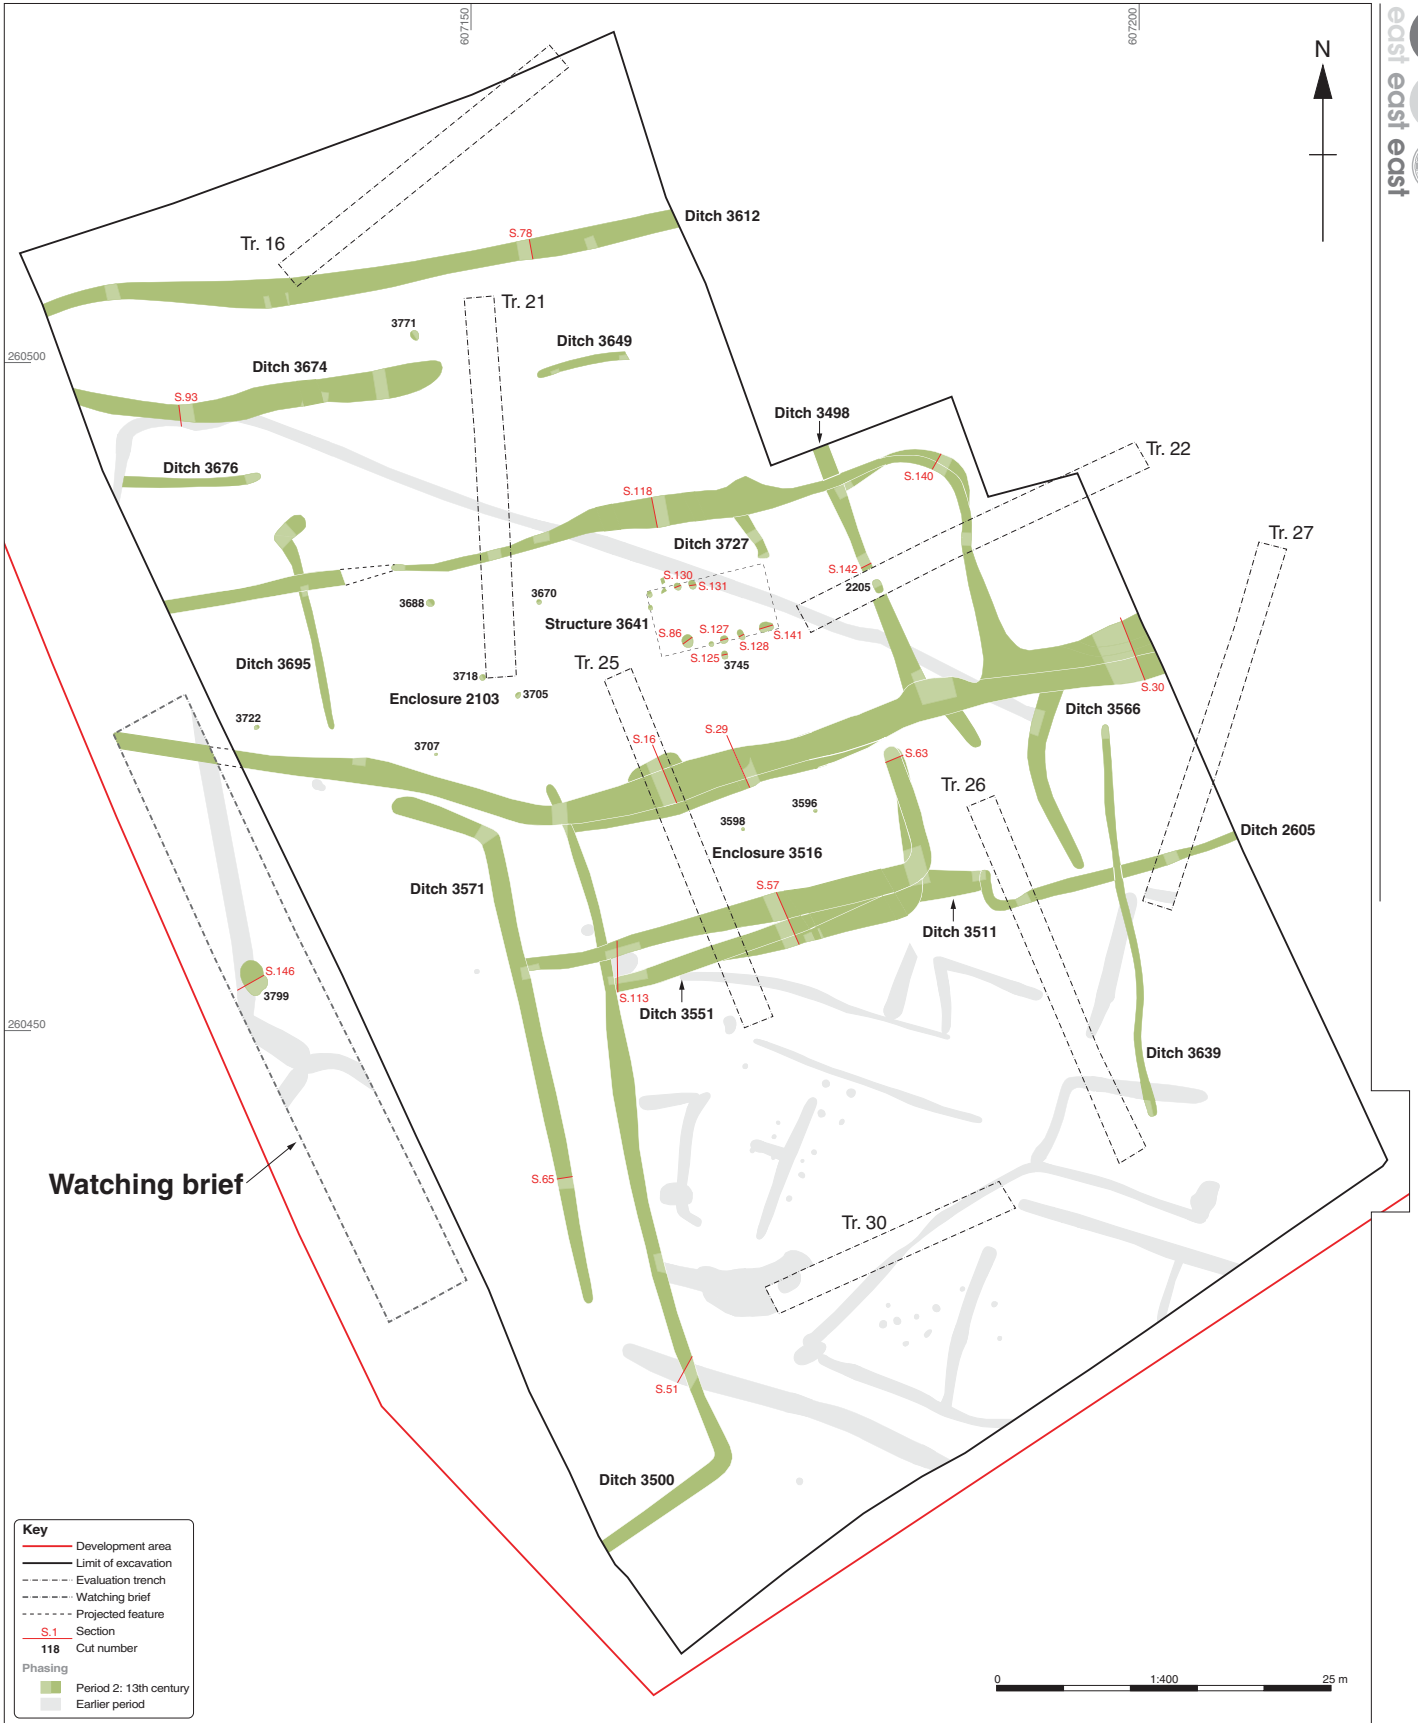 607150
607200
east east east
N
Ditch 3612
S.78
Tr. 16
Tr. 21
3771
Ditch 3649
260500
Ditch 3674
S.93
Ditch 3498
Tr. 22
S.140
Ditch 3676
S.118
Tr. 27
Ditch 3727
S.142
S.130
S.131
2205
3688
3670
Structure 3641
S.86
S.127
S.141
S.128
S.125
3745
Ditch 3695
Tr. 25
3718
Enclosure 2103
3705
S.30
Ditch 3566
3722
S.29
S.16
3707
S.63
Tr. 26
3596
3598
Ditch 2605
Enclosure 3516
Ditch 3571
S.57
Ditch 3511
S.146
3799
S.113
Ditch 3551
260450
Ditch 3639
Watching brief
S.65
Tr. 30
S.51
Ditch 3500
Key
Development area
Limit of excavation
Evaluation trench
Watching brief
Projected feature
S.1 Section
118 Cut number
Phasing
Period 2: 13th century
Earlier period
0 1:400 25 m